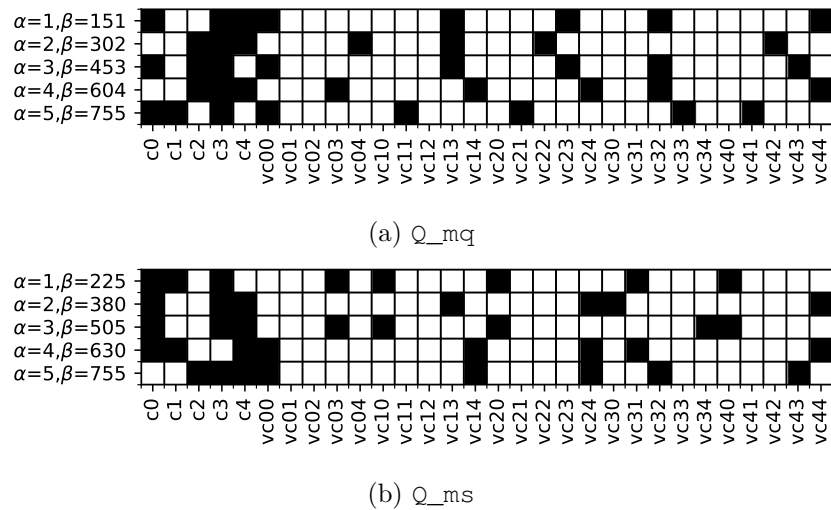 α=1,β=151
α=2,β=302
α=3,β=453
α=4,β=604
α=5,β=755
c0 c1 c2 c3 c4 vc00 vc01 vc02 vc03 vc04 vc10 vc11 vc12 vc13 vc14 vc20 vc21 vc22 vc23 vc24 vc30 vc31 vc32 vc33 vc34 vc40 vc41 vc42 vc43 vc44
(a) Q_mq
α=1,β=225
α=2,β=380
α=3,β=505
α=4,β=630
α=5,β=755
c0 c1 c2 c3 c4 vc00 vc01 vc02 vc03 vc04 vc10 vc11 vc12 vc13 vc14 vc20 vc21 vc22 vc23 vc24 vc30 vc31 vc32 vc33 vc34 vc40 vc41 vc42 vc43 vc44
(b) Q_ms